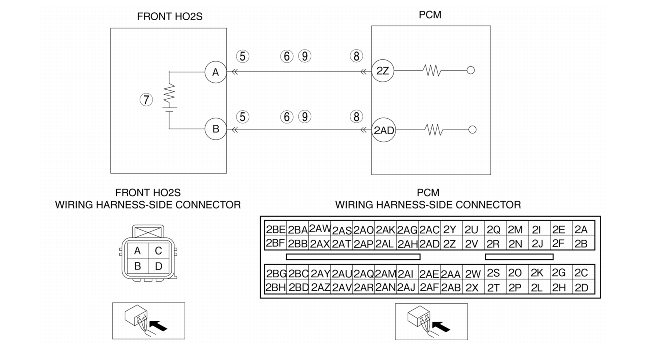 FRONT HO2S
PCM
5 6 9 8
A 2Z
7
5 6 9 8
B 2AD
FRONT HO2S
WIRING HARNESS-SIDE CONNECTOR
PCM
WIRING HARNESS-SIDE CONNECTOR
A C
B D
2BE 2BA 2AW 2AS 2AO 2AK 2AG 2AC 2Y 2U 2Q 2M 2I 2E 2A
2BF 2BB 2AX 2AT 2AP 2AL 2AH 2AD 2Z 2V 2R 2N 2J 2F 2B
2BG 2BC 2AY 2AU 2AQ 2AM 2AI 2AE 2AA 2W 2S 2O 2K 2G 2C
2BH 2BD 2AZ 2AV 2AR 2AN 2AJ 2AF 2AB 2X 2T 2P 2L 2H 2D